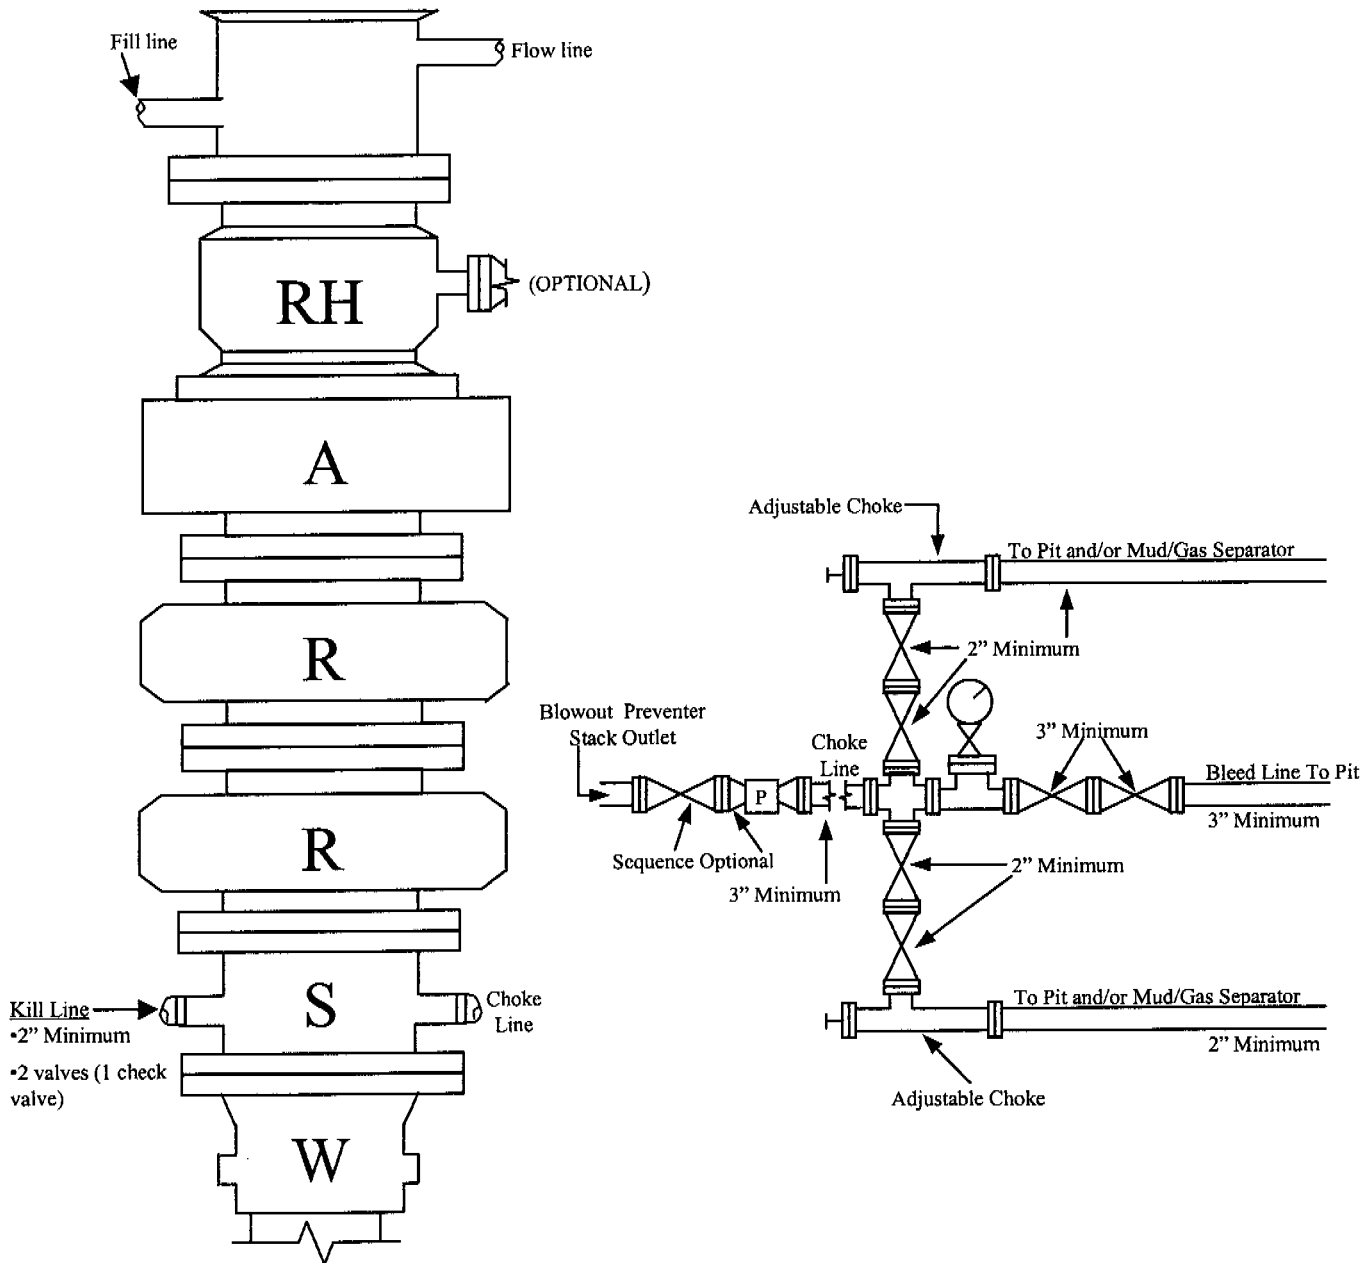 Fill line
Flow line
RH
(OPTIONAL)
A
R
R
Kill Line
•2” Minimum
•2 valves (1 check
valve)
S
Choke
Line
W
Adjustable Choke
To Pit and/or Mud/Gas Separator
2” Minimum
Blowout Preventer
Stack Outlet
Choke
Line
3” Minimum
Bleed Line To Pit
P
3” Minimum
Sequence Optional
3” Minimum
2” Minimum
To Pit and/or Mud/Gas Separator
2” Minimum
Adjustable Choke